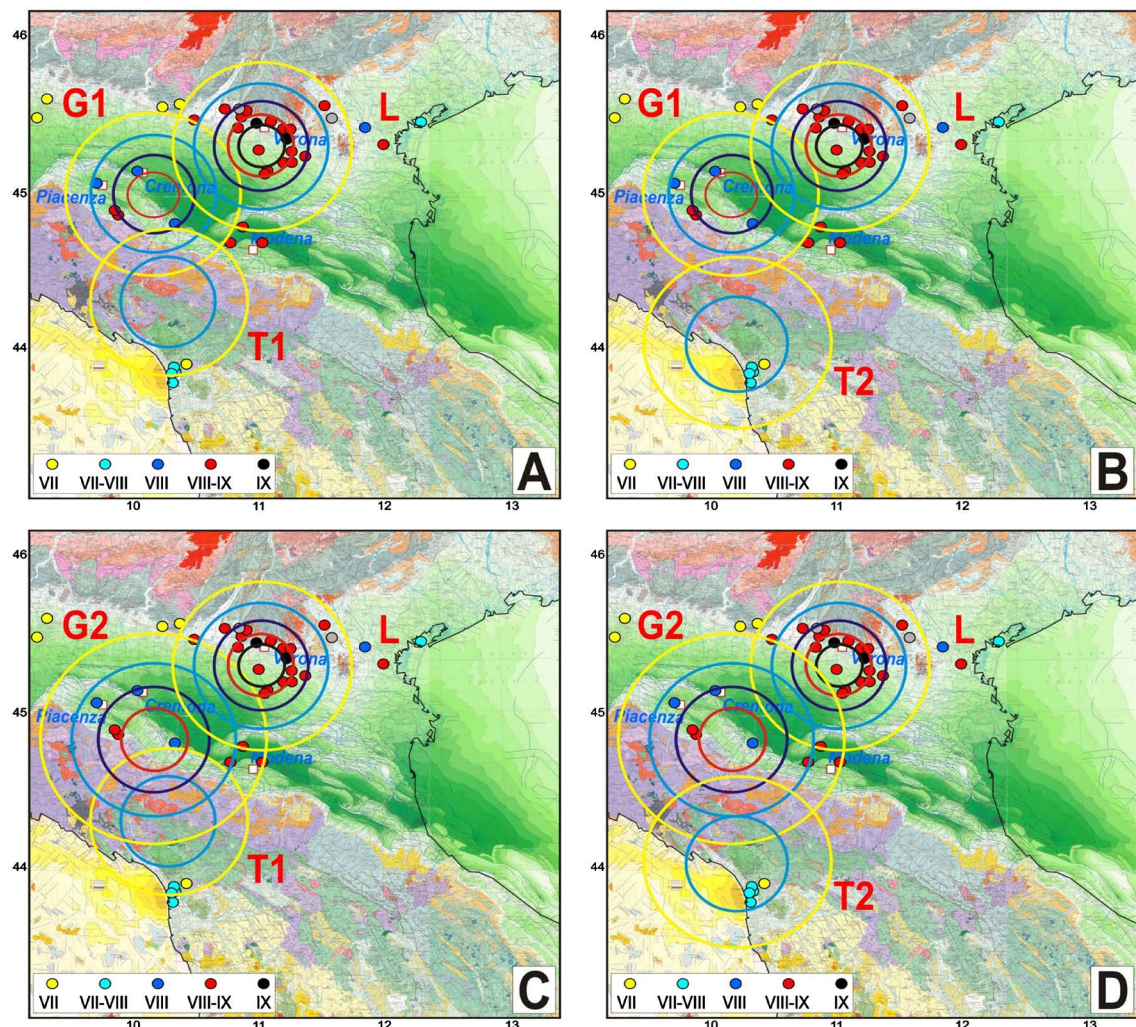 46
G1
L
Verona
45
Piacenza
Cremona
Modena
44
T1
VII VII-VIII VIII VIII-IX IX
A
10 11 12 13
46
G1
L
Verona
45
Piacenza
Cremona
Modena
44
T2
VII VII-VIII VIII VIII-IX IX
B
10 11 12 13
46
G2
L
Verona
45
Piacenza
Cremona
Modena
44
T1
VII VII-VIII VIII VIII-IX IX
C
10 11 12 13
46
G2
L
Verona
45
Piacenza
Cremona
Modena
44
T2
VII VII-VIII VIII VIII-IX IX
D
10 11 12 13